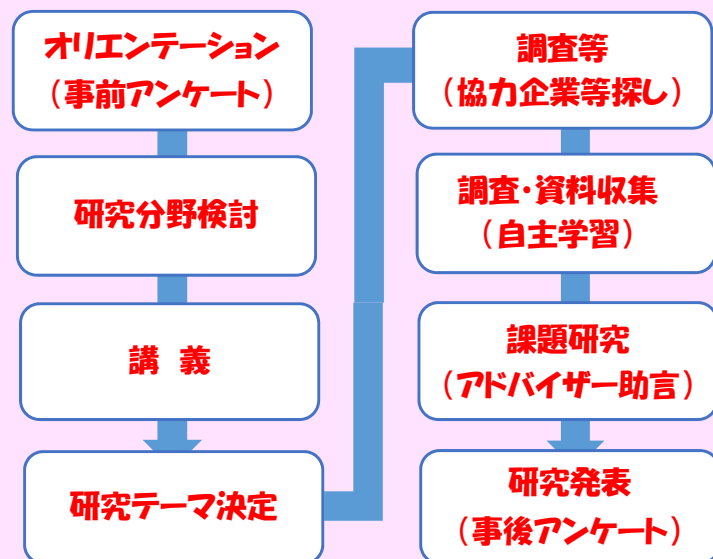 オリエンテーション
(事前アンケート)
研究分野検討
講 義
研究テーマ決定
調査等
(協力企業等探し)
調査・資料収集
(自主学習)
課題研究
(アドバイザー助言)
研究発表
(事後アンケート)